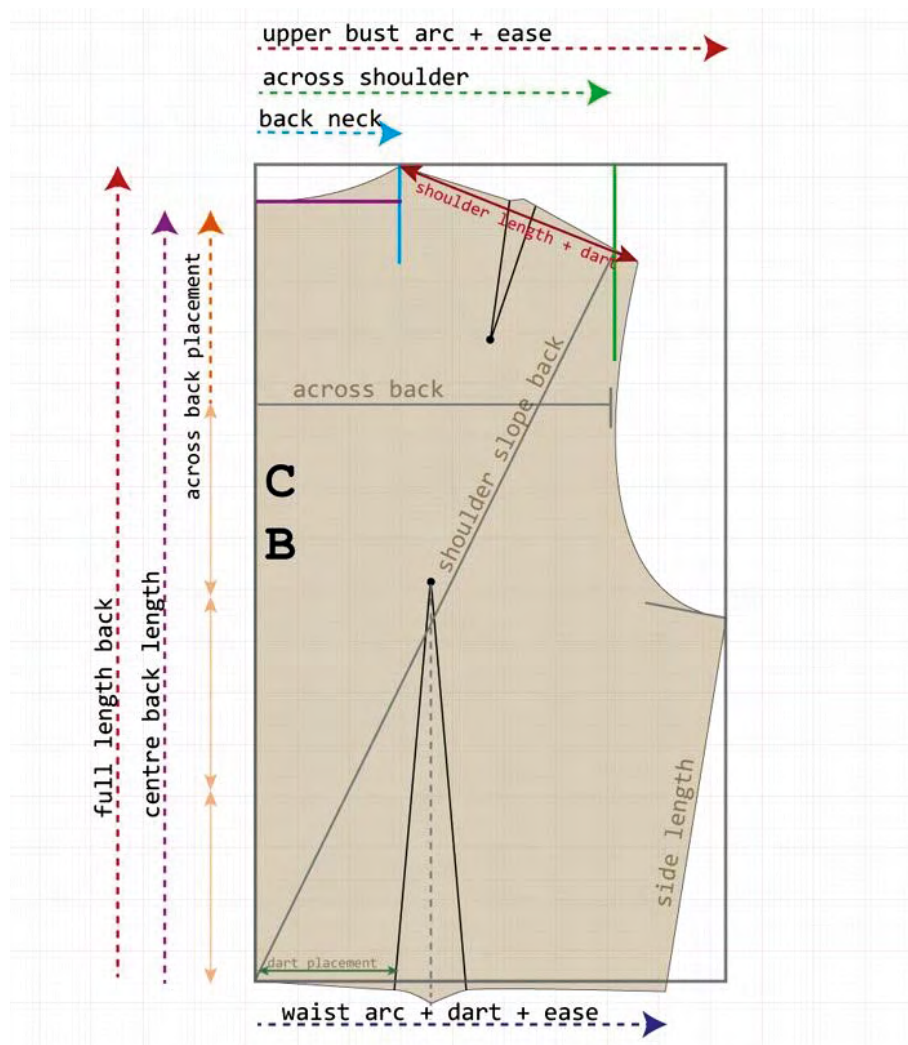 upper bust arc + ease
across shoulder
back neck
shoulder length + dart
across back placement
across back
shoulder slope back
C
B
full length back
centre back length
side length
dart placement
waist arc + dart + ease